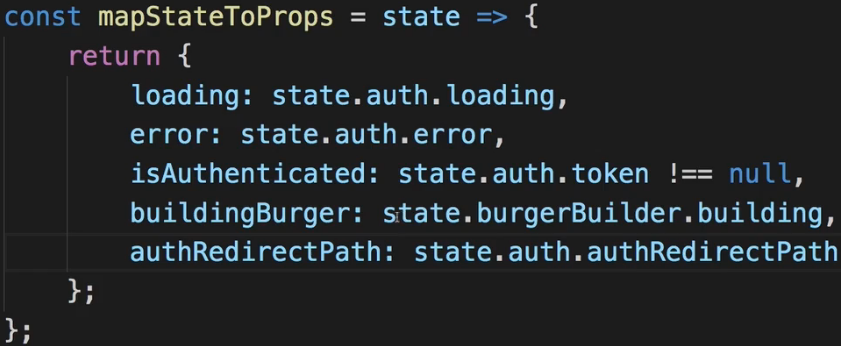 const mapStateToProps = state => {
    return {
        loading: state.auth.loading,
        error: state.auth.error,
        isAuthenticated: state.auth.token !== null,
        buildingBurger: state.burgerBuilder.building,
        authRedirectPath: state.auth.authRedirectPath
    };
};